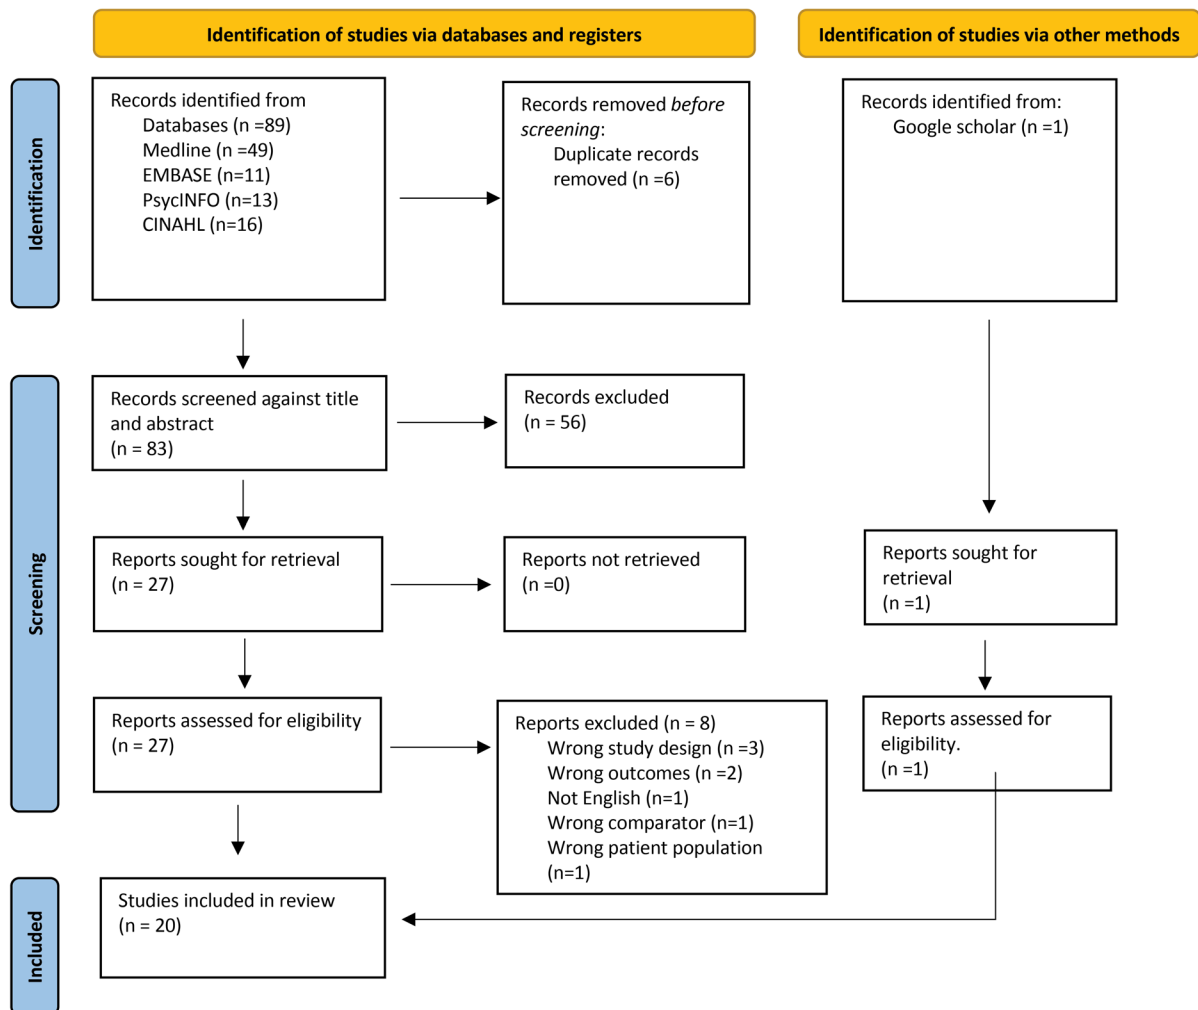 Identification of studies via databases and registers
Identification of studies via other methods
Identification
Records identified from
Databases (n =89)
Medline (n =49)
EMBASE (n=11)
PsycINFO (n=13)
CINAHL (n=16)
Records removed before
screening:
Duplicate records
removed (n =6)
Records identified from:
Google scholar (n =1)
Screening
Records screened against title
and abstract
(n = 83)
Records excluded
(n = 56)
Reports sought for retrieval
(n = 27)
Reports not retrieved
(n =0)
Reports sought for
retrieval
(n =1)
Reports assessed for eligibility
(n = 27)
Reports excluded (n = 8)
Wrong study design (n =3)
Wrong outcomes (n =2)
Not English (n=1)
Wrong comparator (n=1)
Wrong patient population
(n=1)
Reports assessed for
eligibility.
(n =1)
Included
Studies included in review
(n = 20)